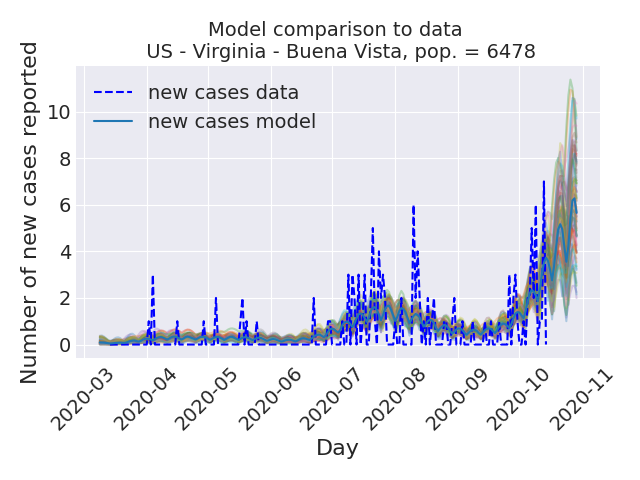 Model comparison to data
US - Virginia - Buena Vista, pop. = 6478
Number of new cases reported
new cases data
new cases model
10
8
6
4
2
0
2020-03
2020-04
2020-05
2020-06
2020-07
2020-08
2020-09
2020-10
2020-11
Day